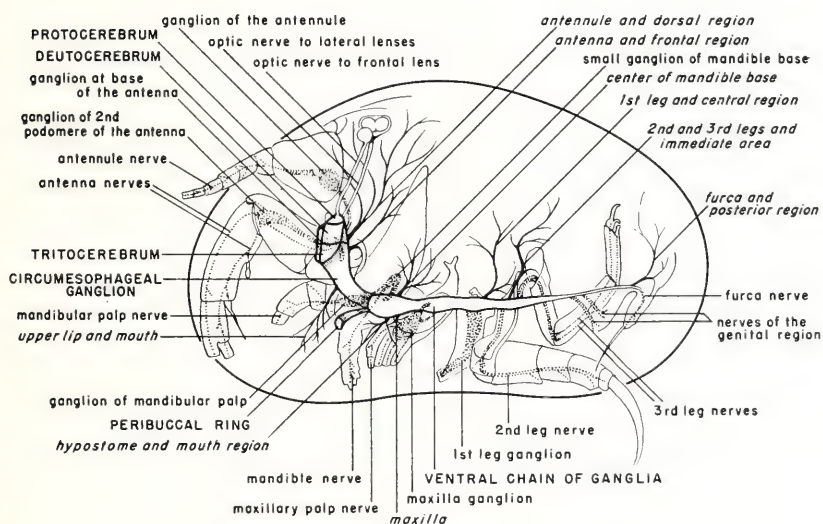 ganglion of the antennule
PROTOCEREBRUM
optic nerve to lateral lenses
DEUTOCEREBRUM
optic nerve to frontal lens
ganglion at base
of the antenna
ganglion of 2nd
podomere of the antenna
antennule nerve
antenna nerves
antennule and dorsal region
antenna and frontal region
small ganglion of mandible base
center of mandible base
1st leg and central region
2nd and 3rd legs and
immediate area
furca and
posterior region
TRITOCEREBRUM
CIRCUMESOPHAGEAL
GANGLION
mandibular palp nerve
upper lip and mouth
furca nerve
nerves of the
genital region
ganglion of mandibular palp
PERIBUCCAL RING
hypostome and mouth region
3rd leg nerves
2nd leg nerve
1st leg ganglion
mandible nerve
VENTRAL CHAIN OF GANGLIA
maxillary palp nerve
maxilla ganglion
maxilla